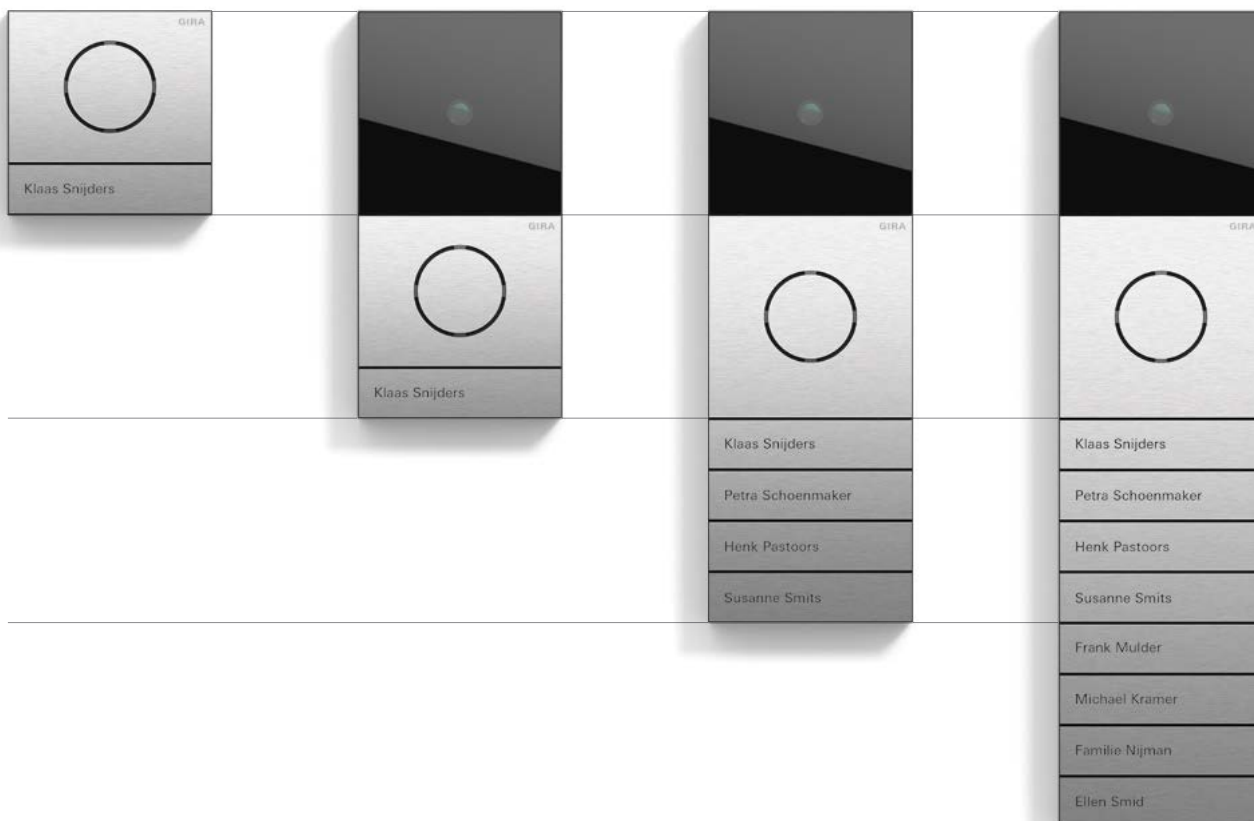 GIRA
Klaas Snijders
GIRA
Klaas Snijders
GIRA
Klaas Snijders
Petra Schoenmaker
Henk Pastoors
Susanne Smits
GIRA
Klaas Snijders
Petra Schoenmaker
Henk Pastoors
Susanne Smits
Frank Mulder
Michael Kramer
Familie Nijman
Ellen Smid